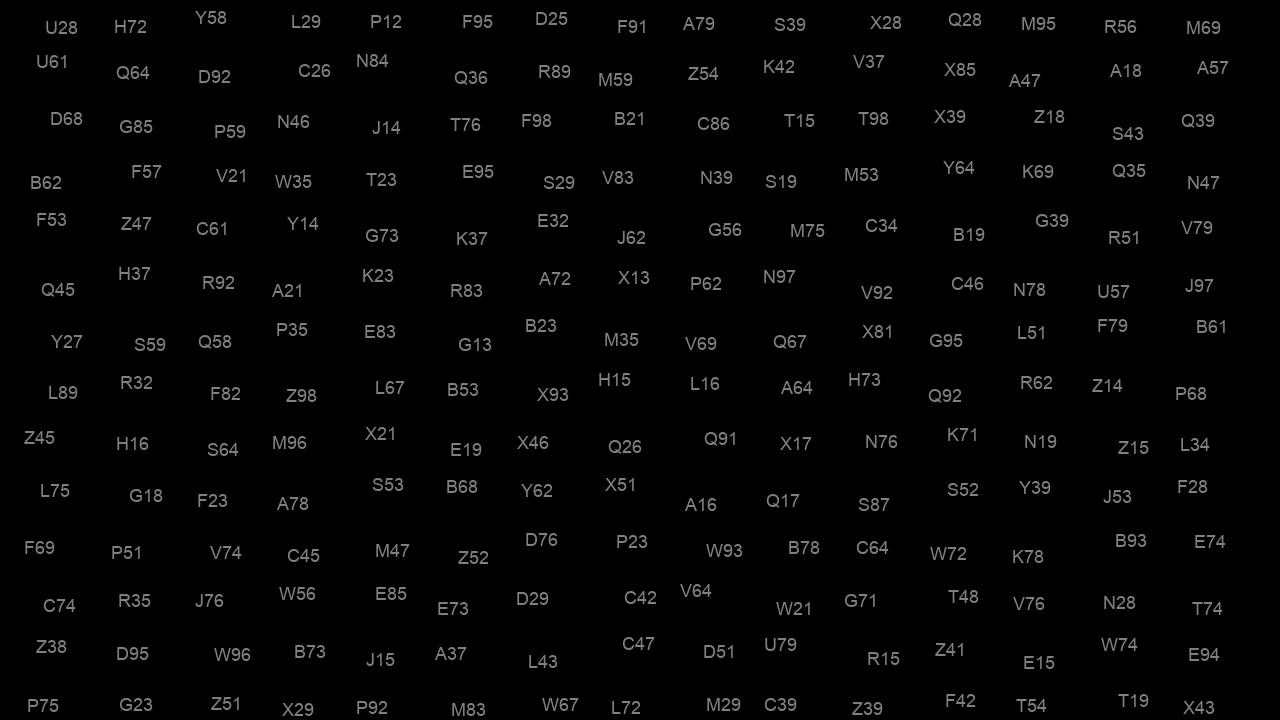 U28 H72 Y58 L29 P12 F95 D25 F91 A79 S39 X28 Q28 M95 R56 M69
U61 Q64 D92 C26 N84 Q36 R89 M59 Z54 K42 V37 X85 A47 A18 A57
D68 G85 P59 N46 J14 T76 F98 B21 C86 T15 T98 X39 Z18 S43 Q39
B62 F57 V21 W35 T23 E95 S29 V83 N39 S19 M53 Y64 K69 Q35 N47
F53 Z47 C61 Y14 G73 K37 E32 J62 G56 M75 C34 B19 G39 R51 V79
Q45 H37 R92 A21 K23 R83 A72 X13 P62 N97 V92 C46 N78 U57 J97
Y27 S59 Q58 P35 E83 G13 B23 M35 V69 Q67 X81 G95 L51 F79 B61
L89 R32 F82 Z98 L67 B53 X93 H15 L16 A64 H73 Q92 R62 Z14 P68
Z45 H16 S64 M96 X21 E19 X46 Q26 Q91 X17 N76 K71 N19 Z15 L34
L75 G18 F23 A78 S53 B68 Y62 X51 A16 Q17 S87 S52 Y39 J53 F28
F69 P51 V74 C45 M47 Z52 D76 P23 W93 B78 C64 W72 K78 B93 E74
C74 R35 J76 W56 E85 E73 D29 C42 V64 W21 G71 T48 V76 N28 T74
Z38 D95 W96 B73 J15 A37 L43 C47 D51 U79 R15 Z41 E15 W74 E94
P75 G23 Z51 X29 P92 M83 W67 L72 M29 C39 Z39 F42 T54 T19 X43